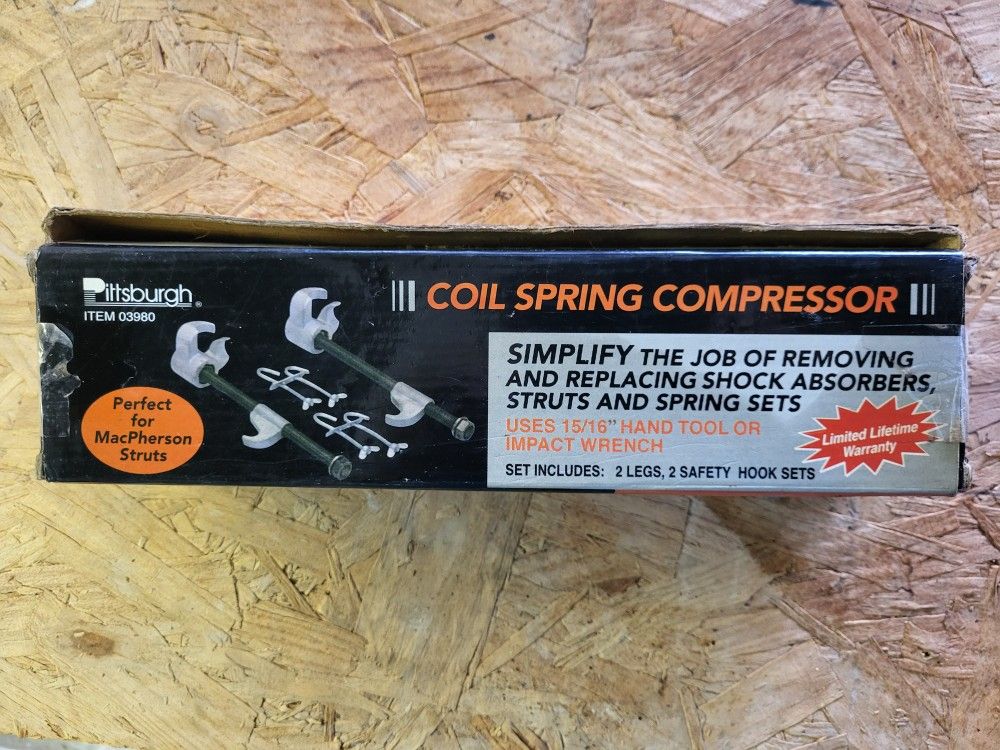 Pittsburgh®
ITEM 03980
COIL SPRING COMPRESSOR
Perfect
for
MacPherson
Struts
SIMPLIFY THE JOB OF REMOVING
AND REPLACING SHOCK ABSORBERS,
STRUTS AND SPRING SETS
USES 15/16" HAND TOOL OR
IMPACT WRENCH
SET INCLUDES: 2 LEGS, 2 SAFETY HOOK SETS
Limited Lifetime
Warranty